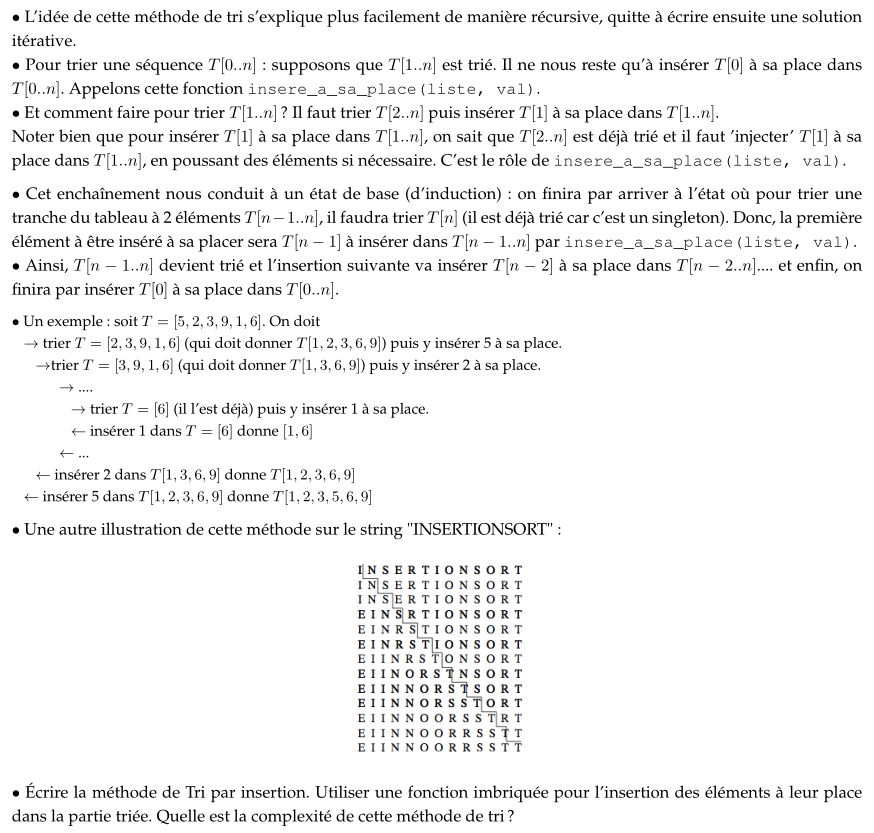 • L'idée de cette méthode de tri s'explique plus facilement de manière récursive, quitte à écrire ensuite une solution
itérative.
• Pour trier une séquence T[0..n] : supposons que T[1..n] est trié. Il ne nous reste qu'à insérer T[0] à sa place dans
T[0..n]. Appelons cette fonction insere_a_sa_place(liste, val).
• Et comment faire pour trier T[1..n] ? Il faut trier T[2..n] puis insérer T[1] à sa place dans T[1..n].
Noter bien que pour insérer T[1] à sa place dans T[1..n], on sait que T[2..n] est déjà trié et il faut 'injecter' T[1] à sa
place dans T[1..n], en poussant des éléments si nécessaire. C'est le rôle de insere_a_sa_place(liste, val).
• Cet enchaînement nous conduit à un état de base (d'induction) : on finira par arriver à l'état où pour trier une
tranche du tableau à 2 éléments T[n−1..n], il faudra trier T[n] (il est déjà trié car c'est un singleton). Donc, la première
élément à être inséré à sa placer sera T[n − 1] à insérer dans T[n − 1..n] par insere_a_sa_place(liste, val).
• Ainsi, T[n − 1..n] devient trié et l'insertion suivante va insérer T[n − 2] à sa place dans T[n − 2..n].... et enfin, on
finira par insérer T[0] à sa place dans T[0..n].
• Un exemple : soit T = [5, 2, 3, 9, 1, 6]. On doit
→ trier T = [2, 3, 9, 1, 6] (qui doit donner T[1, 2, 3, 6, 9]) puis y insérer 5 à sa place.
→trier T = [3, 9, 1, 6] (qui doit donner T[1, 3, 6, 9]) puis y insérer 2 à sa place.
→ ....
→ trier T = [6] (il l'est déjà) puis y insérer 1 à sa place.
← insérer 1 dans T = [6] donne [1, 6]
← ...
← insérer 2 dans T[1, 3, 6, 9] donne T[1, 2, 3, 6, 9]
← insérer 5 dans T[1, 2, 3, 6, 9] donne T[1, 2, 3, 5, 6, 9]
• Une autre illustration de cette méthode sur le string "INSERTIONSORT" :
I N S E R T I O N S O R T
I N S E R T I O N S O R T
I N S E R T I O N S O R T
E I N S R T I O N S O R T
E I N R S T I O N S O R T
E I N R S T I O N S O R T
E I I N R S T O N S O R T
E I I N O R S T N S O R T
E I I N N O R S T S O R T
E I I N N O R S S T O R T
E I I N N O O R S S T R T
E I I N N O O R R S S T T
E I I N N O O R R S S T T
• Écrire la méthode de Tri par insertion. Utiliser une fonction imbriquée pour l'insertion des éléments à leur place
dans la partie triée. Quelle est la complexité de cette méthode de tri ?